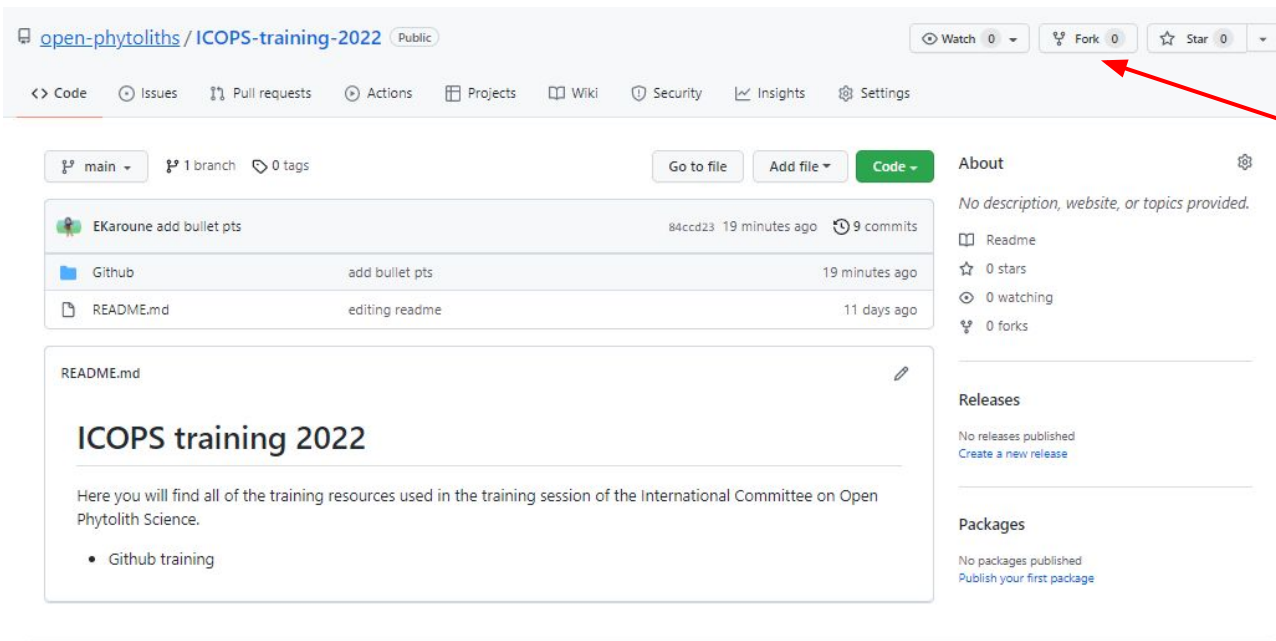 open-phytoliths / ICOPS-training-2022 Public
Watch 0 Fork 0 Star 0
<> Code Issues Pull requests Actions Projects Wiki Security Insights Settings
main 1 branch 0 tags Go to file Add file Code
EKaroune add bullet pts 84ccd23 19 minutes ago 9 commits
Github add bullet pts 19 minutes ago
README.md editing readme 11 days ago
README.md
ICOPS training 2022
Here you will find all of the training resources used in the training session of the International Committee on Open
Phytolith Science.
• Github training
About
No description, website, or topics provided.
Readme
0 stars
0 watching
0 forks
Releases
No releases published
Create a new release
Packages
No packages published
Publish your first package